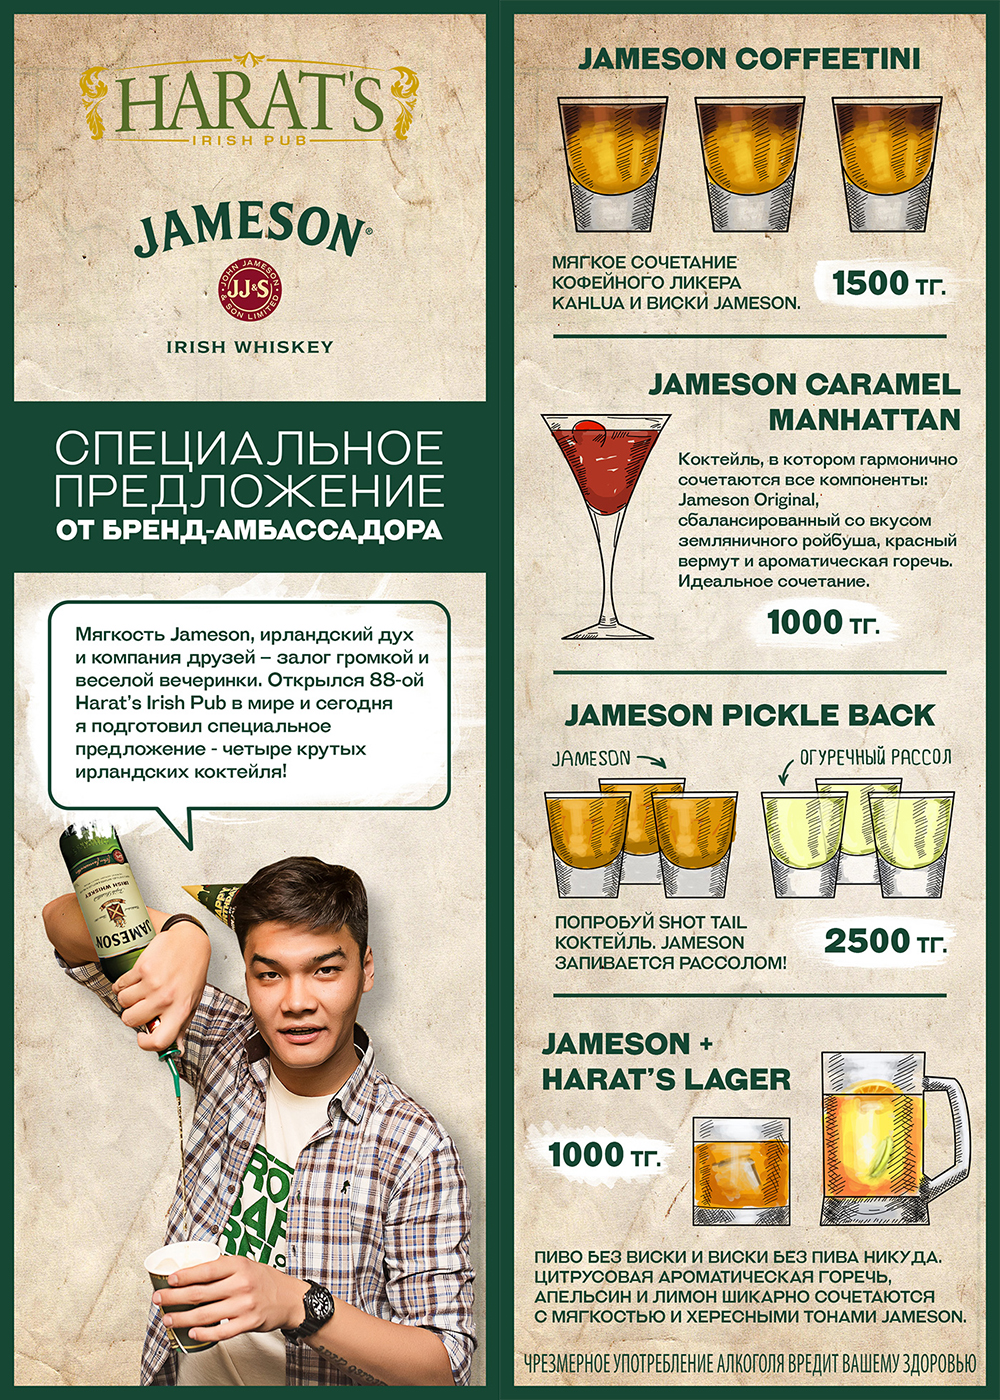 HARAT'S
IRISH PUB
JAMESON®
JOHN JAMESON
JJ&S
& SON LIMITED
IRISH WHISKEY
СПЕЦИАЛЬНОЕ
ПРЕДЛОЖЕНИЕ
ОТ БРЕНД-АМБАССАДОРА
Мягкость Jameson, ирландский дух
и компания друзей – залог громкой и
веселой вечеринки. Открылся 88-ой
Harat's Irish Pub в мире и сегодня
я подготовил специальное
предложение - четыре крутых
ирландских коктейля!
IRISH WHISKEY
JAMESON
HAPPY
BIRTHDAY
JAMESON COFFEETINI
МЯГКОЕ СОЧЕТАНИЕ
КОФЕЙНОГО ЛИКЕРА
KAHLUA И ВИСКИ JAMESON.
1500 тг.
JAMESON CARAMEL
MANHATTAN
Коктейль, в котором гармонично
сочетаются все компоненты:
Jameson Original,
сбалансированный со вкусом
земляничного ройбуша, красный
вермут и ароматическая горечь.
Идеальное сочетание.
1000 тг.
JAMESON PICKLE BACK
JAMESON
ОГУРЕЧНЫЙ РАССОЛ
ПОПРОБУЙ SHOT TAIL
КОКТЕЙЛЬ. JAMESON
ЗАПИВАЕТСЯ РАССОЛОМ!
2500 тг.
JAMESON +
HARAT'S LAGER
1000 тг.
ПИВО БЕЗ ВИСКИ И ВИСКИ БЕЗ ПИВА НИКУДА.
ЦИТРУСОВАЯ АРОМАТИЧЕСКАЯ ГОРЕЧЬ,
АПЕЛЬСИН И ЛИМОН ШИКАРНО СОЧЕТАЮТСЯ
С МЯГКОСТЬЮ И ХЕРЕСНЫМИ ТОНАМИ JAMESON.
ЧРЕЗМЕРНОЕ УПОТРЕБЛЕНИЕ АЛКОГОЛЯ ВРЕДИТ ВАШЕМУ ЗДОРОВЬЮ